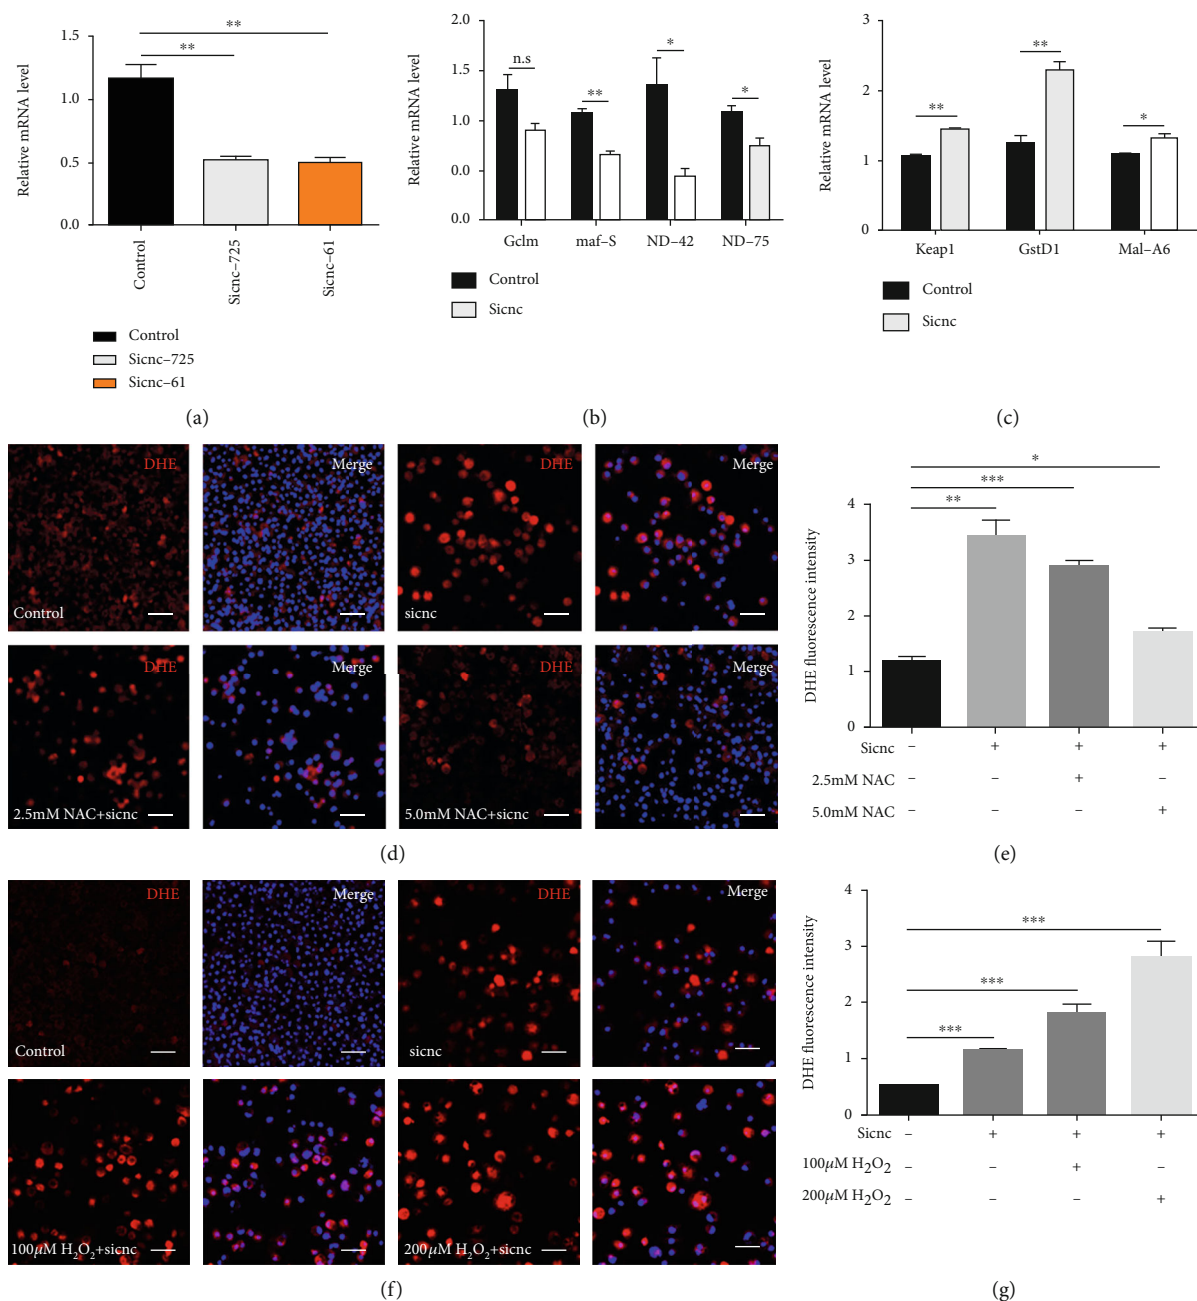 Relative mRNA level
1.5
1.0
0.5
0.0
**
**
Control
Sicnc–725
Sicnc–61
Control
Sicnc–725
Sicnc–61
(a)
Relative mRNA level
2.0
1.5
1.0
0.0
0.0
n.s
**
*
*
Gclm
maf–S
ND–42
ND–75
Control
Sicnc
(b)
Relative mRNA level
3
2
1
0
**
**
*
Keap1
GstD1
Mal–A6
Control
Sicnc
(c)
DHE
Merge
DHE
Merge
Control
sicnc
DHE
Merge
DHE
Merge
2.5mM NAC+sicnc
5.0mM NAC+sicnc
(d)
DHE fluorescence intensity
4
3
2
1
0
*
***
**
Sicnc – + + +
2.5mM NAC – – + –
5.0mM NAC – – – +
(e)
DHE
Merge
DHE
Merge
Control
sicnc
100μM H₂O₂+sicnc
200μM H₂O₂+sicnc
(f)
DHE fluorescence intensity
4
3
2
1
0
***
***
***
Sicnc – + + +
100μM H₂O₂ – – + –
200μM H₂O₂ – – – +
(g)